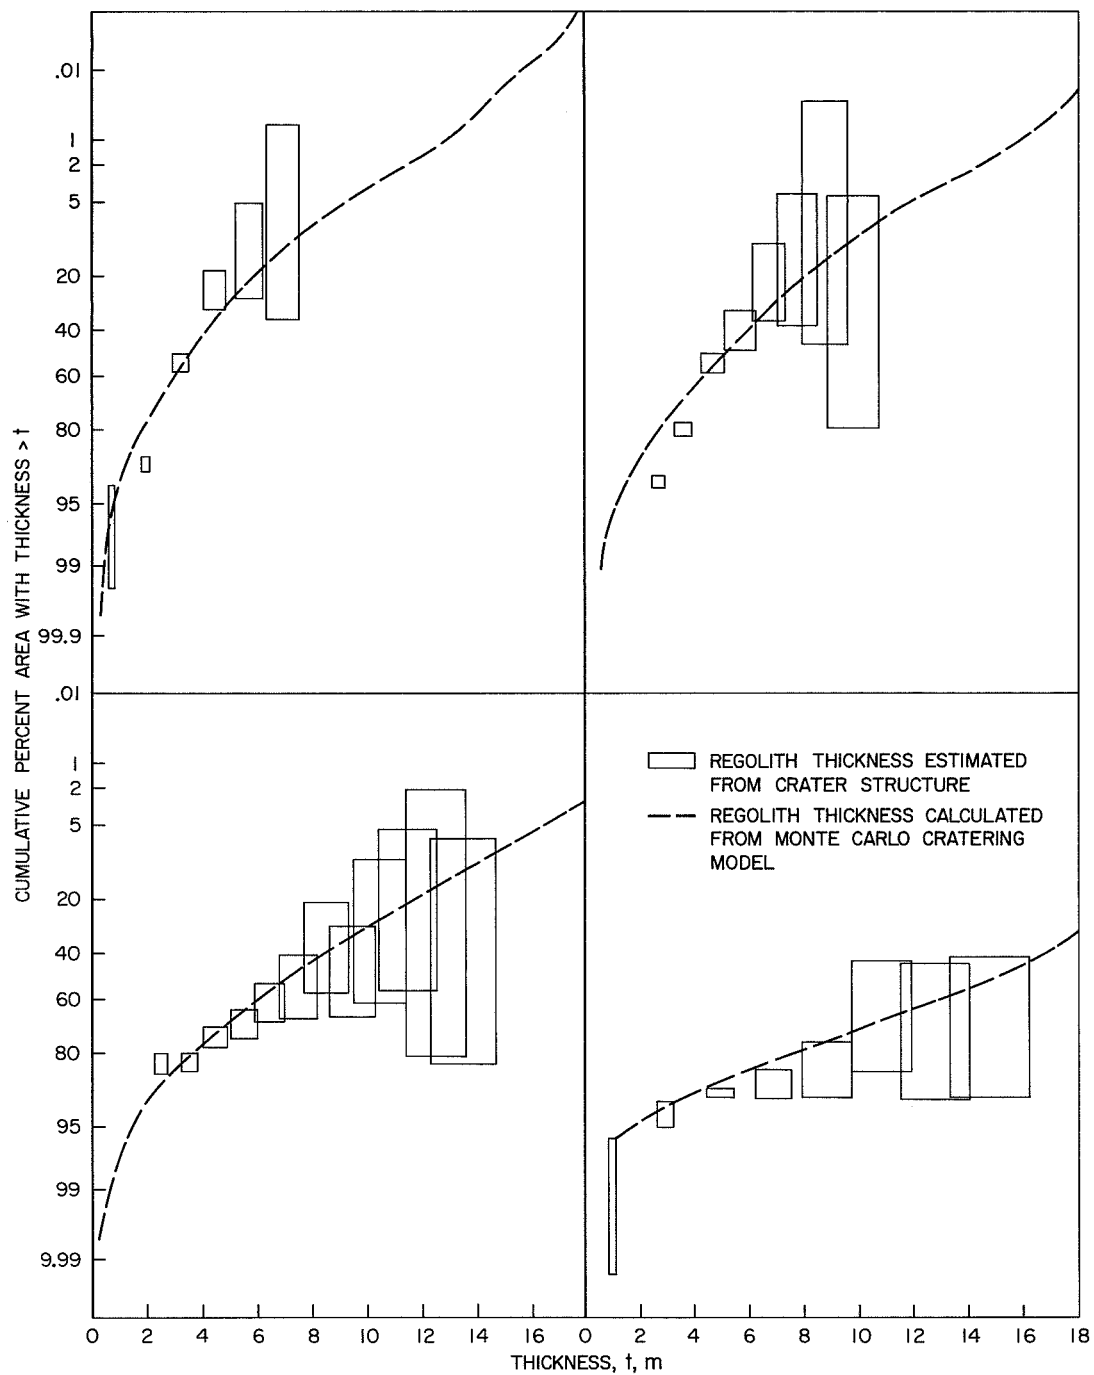 .01
1
2
5
20
40
60
80
95
99
99.9
.01
1
2
5
20
40
60
80
95
99
9.99
CUMULATIVE PERCENT AREA WITH THICKNESS > t
REGOLITH THICKNESS ESTIMATED
FROM CRATER STRUCTURE
REGOLITH THICKNESS CALCULATED
FROM MONTE CARLO CRATERING
MODEL
0 2 4 6 8 10 12 14 16 0 2 4 6 8 10 12 14 16 18
THICKNESS, t, m